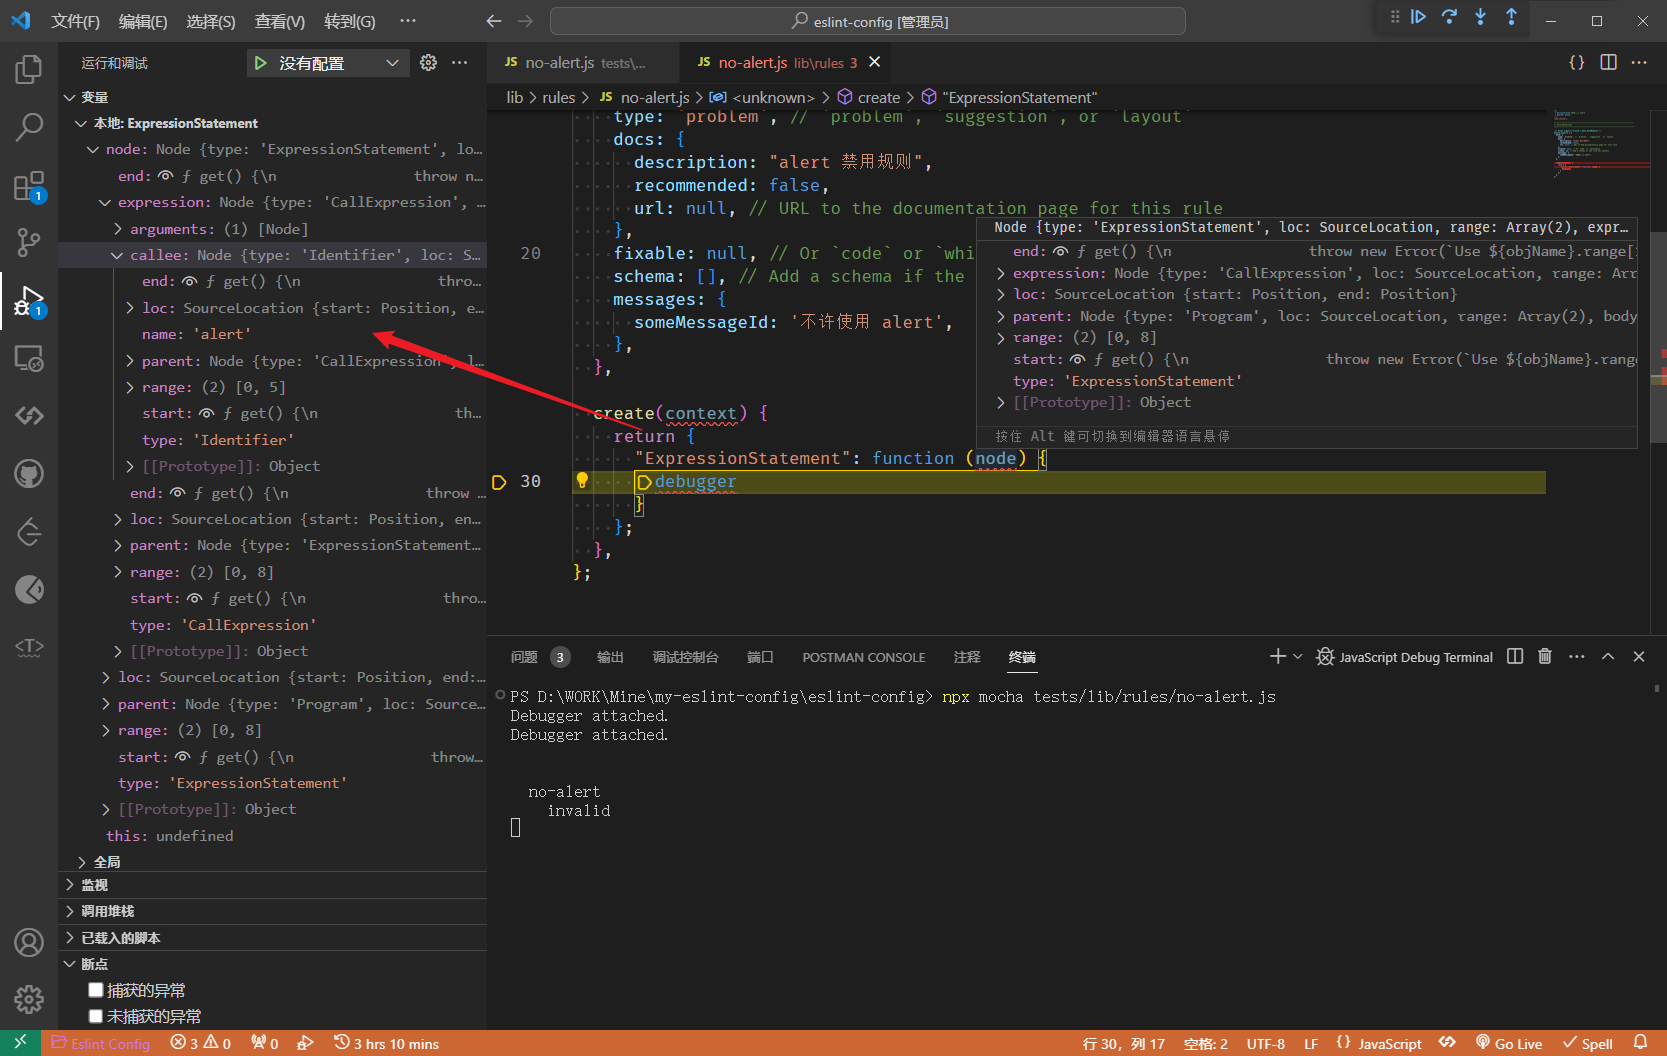 文件(F) 编辑(E) 选择(S) 查看(V) 转到(G) ··· eslint-config [管理员]
运行和调试 没有配置 ···
变量
本地: ExpressionStatement
node: Node {type: 'ExpressionStatement', lo…
end: ƒ get() {\n throw n…
expression: Node {type: 'CallExpression', …
arguments: (1) [Node]
callee: Node {type: 'Identifier', loc: S…
end: ƒ get() {\n thro…
loc: SourceLocation {start: Position, e…
name: 'alert'
parent: Node {type: 'CallExpression', l…
range: (2) [0, 5]
start: ƒ get() {\n th…
type: 'Identifier'
[[Prototype]]: Object
end: ƒ get() {\n throw …
loc: SourceLocation {start: Position, en…
parent: Node {type: 'ExpressionStatement…
range: (2) [0, 8]
start: ƒ get() {\n thro…
type: 'CallExpression'
[[Prototype]]: Object
loc: SourceLocation {start: Position, end:…
parent: Node {type: 'Program', loc: Source…
range: (2) [0, 8]
start: ƒ get() {\n throw…
type: 'ExpressionStatement'
[[Prototype]]: Object
this: undefined
全局
监视
调用堆栈
已载入的脚本
断点
捕获的异常
未捕获的异常
1
1
<T>
JS no-alert.js tests\... JS no-alert.js lib\rules 3
lib > rules > JS no-alert.js > <unknown> > create > "ExpressionStatement"
type: `problem`, // `problem`, `suggestion`, or `layout`
docs: {
description: "alert 禁用规则",
recommended: false,
url: null, // URL to the documentation page for this rule
},
20 fixable: null, // Or `code` or `whi
schema: [], // Add a schema if the
messages: {
someMessageId: '不许使用 alert',
},
},
create(context) {
return {
"ExpressionStatement": function (node) {
30 debugger
}
};
},
};
Node {type: 'ExpressionStatement', loc: SourceLocation, range: Array(2), expr…
end: ƒ get() {\n throw new Error(`Use ${objName}.range[
expression: Node {type: 'CallExpression', loc: SourceLocation, range: Arr
loc: SourceLocation {start: Position, end: Position}
parent: Node {type: 'Program', loc: SourceLocation, range: Array(2), body
range: (2) [0, 8]
start: ƒ get() {\n throw new Error(`Use ${objName}.range
type: 'ExpressionStatement'
[[Prototype]]: Object
按住 Alt 键可切换到编辑器语言悬停
问题 3 输出 调试控制台 端口 POSTMAN CONSOLE 注释 终端 JavaScript Debug Terminal ···
PS D:\WORK\Mine\my-eslint-config\eslint-config> npx mocha tests/lib/rules/no-alert.js
Debugger attached.
Debugger attached.
no-alert
invalid
Eslint Config 3 0 0 3 hrs 10 mins 行 30，列 17 空格: 2 UTF-8 LF {} JavaScript Go Live Spell